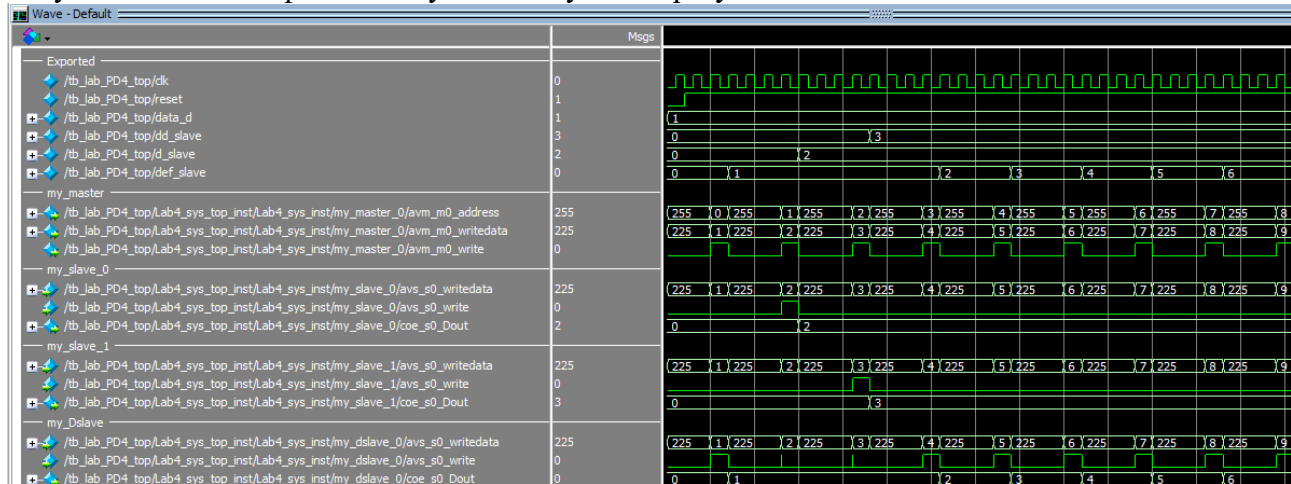 Wave - Default
Msgs
Exported
/tb_lab_PD4_top/clk 0
/tb_lab_PD4_top/reset 1
/tb_lab_PD4_top/data_d 1 1
/tb_lab_PD4_top/dd_slave 3 0 3
/tb_lab_PD4_top/d_slave 2 0 2
/tb_lab_PD4_top/def_slave 0 0 1 2 3 4 5 6
my_master
/tb_lab_PD4_top/Lab4_sys_top_inst/Lab4_sys_inst/my_master_0/avm_m0_address 255 255 0 255 1 255 2 255 3 255 4 255 5 255 6 255 7 255 8
/tb_lab_PD4_top/Lab4_sys_top_inst/Lab4_sys_inst/my_master_0/avm_m0_writedata 225 225 1 225 2 225 3 225 4 225 5 225 6 225 7 225 8 225 9
/tb_lab_PD4_top/Lab4_sys_top_inst/Lab4_sys_inst/my_master_0/avm_m0_write 0
my_slave_0
/tb_lab_PD4_top/Lab4_sys_top_inst/Lab4_sys_inst/my_slave_0/avs_s0_writedata 225 225 1 225 2 225 3 225 4 225 5 225 6 225 7 225 8 225 9
/tb_lab_PD4_top/Lab4_sys_top_inst/Lab4_sys_inst/my_slave_0/avs_s0_write 0
/tb_lab_PD4_top/Lab4_sys_top_inst/Lab4_sys_inst/my_slave_0/coe_s0_Dout 2 0 2
my_slave_1
/tb_lab_PD4_top/Lab4_sys_top_inst/Lab4_sys_inst/my_slave_1/avs_s0_writedata 225 225 1 225 2 225 3 225 4 225 5 225 6 225 7 225 8 225 9
/tb_lab_PD4_top/Lab4_sys_top_inst/Lab4_sys_inst/my_slave_1/avs_s0_write 0
/tb_lab_PD4_top/Lab4_sys_top_inst/Lab4_sys_inst/my_slave_1/coe_s0_Dout 3 0 3
my_Dslave
/tb_lab_PD4_top/Lab4_sys_top_inst/Lab4_sys_inst/my_dslave_0/avs_s0_writedata 225 225 1 225 2 225 3 225 4 225 5 225 6 225 7 225 8 225 9
/tb_lab_PD4_top/Lab4_sys_top_inst/Lab4_sys_inst/my_dslave_0/avs_s0_write 0
/tb_lab_PD4_top/Lab4_sys_top_inst/Lab4_sys_inst/my_dslave_0/coe_s0_Dout 0 0 1 2 3 4 5 6